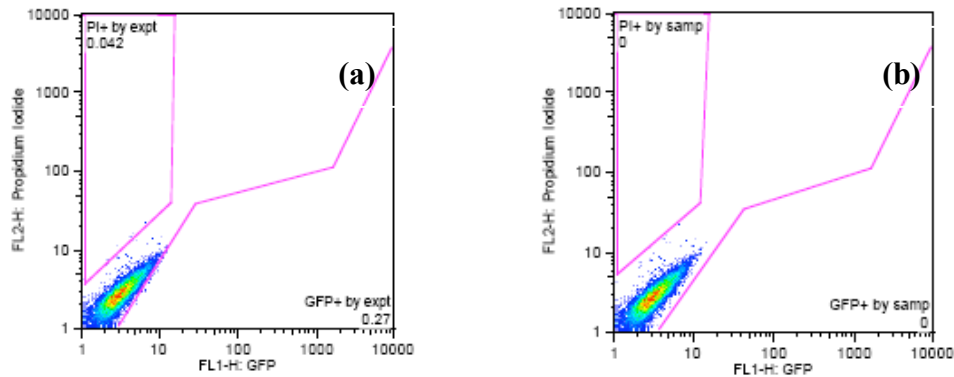 PI+ by expt
0.042
(a)
10000
1000
100
10
1
FL2-H: Propidium Iodide
GFP+ by expt
0.27
1
10
100
1000
10000
FL1-H: GFP
PI+ by samp
0
(b)
10000
1000
100
10
1
FL2-H: Propidium Iodide
GFP+ by samp
0
1
10
100
1000
10000
FL1-H: GFP